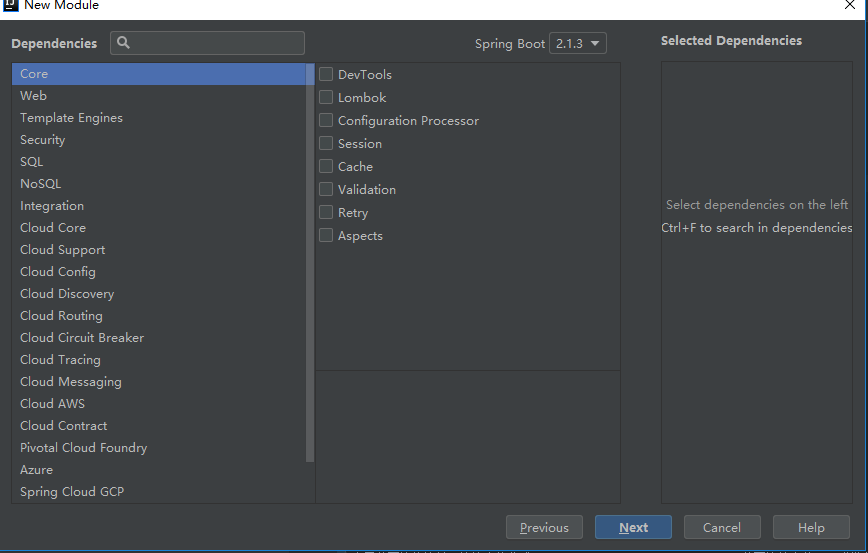 New Module
Dependencies
Spring Boot 2.1.3
Selected Dependencies
Core
Web
Template Engines
Security
SQL
NoSQL
Integration
Cloud Core
Cloud Support
Cloud Config
Cloud Discovery
Cloud Routing
Cloud Circuit Breaker
Cloud Tracing
Cloud Messaging
Cloud AWS
Cloud Contract
Pivotal Cloud Foundry
Azure
Spring Cloud GCP
DevTools
Lombok
Configuration Processor
Session
Cache
Validation
Retry
Aspects
Select dependencies on the left
Ctrl+F to search in dependencies
Previous
Next
Cancel
Help